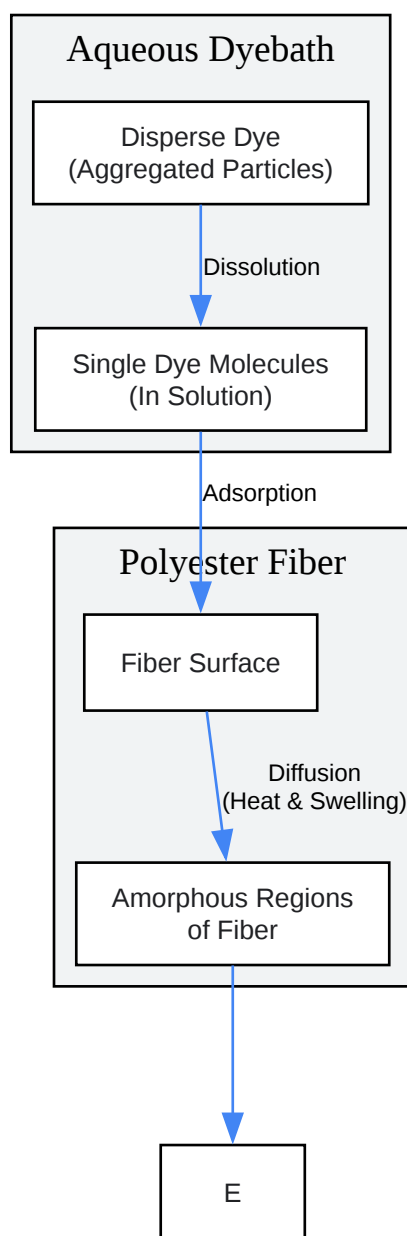 Aqueous Dyebath
Disperse Dye
(Aggregated Particles)
Dissolution
Single Dye Molecules
(In Solution)
Adsorption
Polyester Fiber
Fiber Surface
Diffusion
(Heat & Swelling)
Amorphous Regions
of Fiber
E